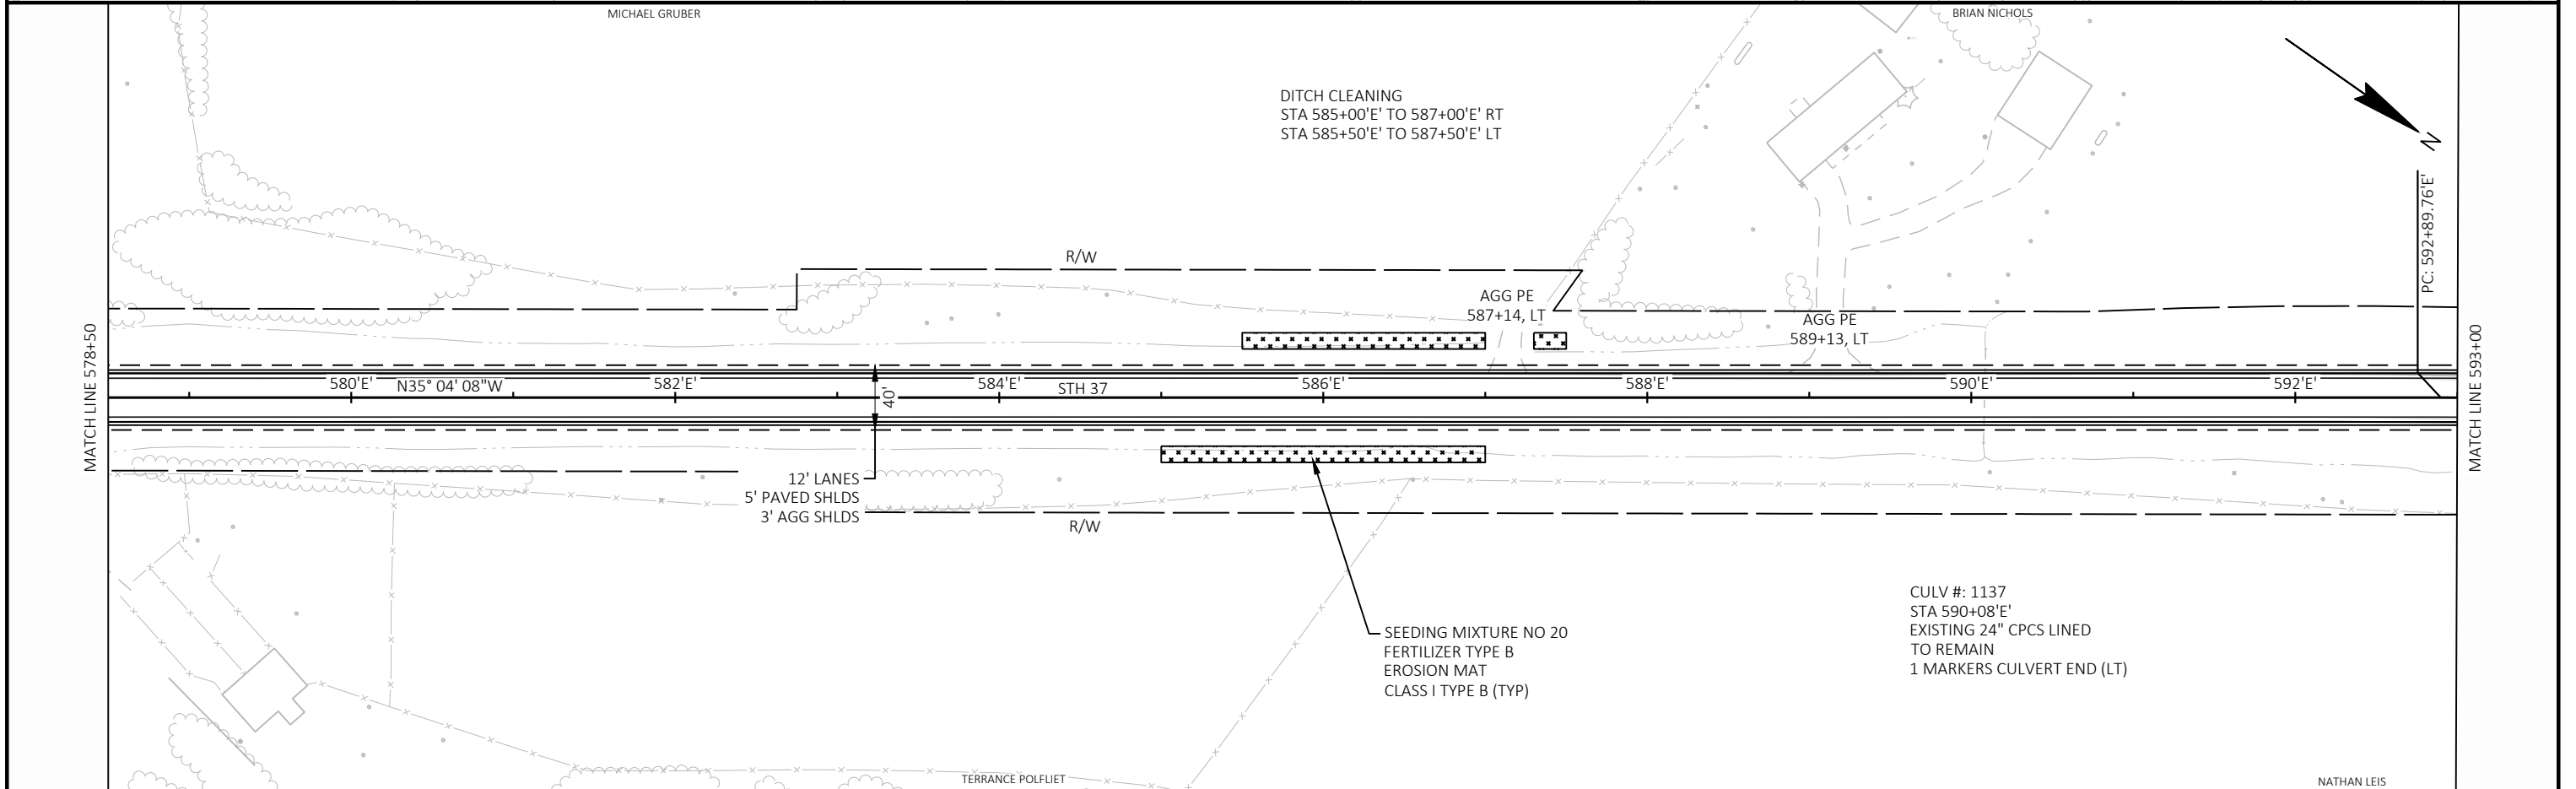 MICHAEL GRUBER
BRIAN NICHOLS
DITCH CLEANING
STA 585+00'E' TO 587+00'E' RT
STA 585+50'E' TO 587+50'E' LT
N
PC: 592+89.76'E'
R/W
AGG PE
587+14, LT
AGG PE
589+13, LT
MATCH LINE 578+50
MATCH LINE 593+00
580'E'
N35° 04' 08"W
582'E'
40'
584'E'
STH 37
586'E'
588'E'
590'E'
592'E'
12' LANES
5' PAVED SHLDS
3' AGG SHLDS
R/W
SEEDING MIXTURE NO 20
FERTILIZER TYPE B
EROSION MAT
CLASS I TYPE B (TYP)
CULV #: 1137
STA 590+08'E'
EXISTING 24" CPCS LINED
TO REMAIN
1 MARKERS CULVERT END (LT)
TERRANCE POLFLIET
NATHAN LEIS